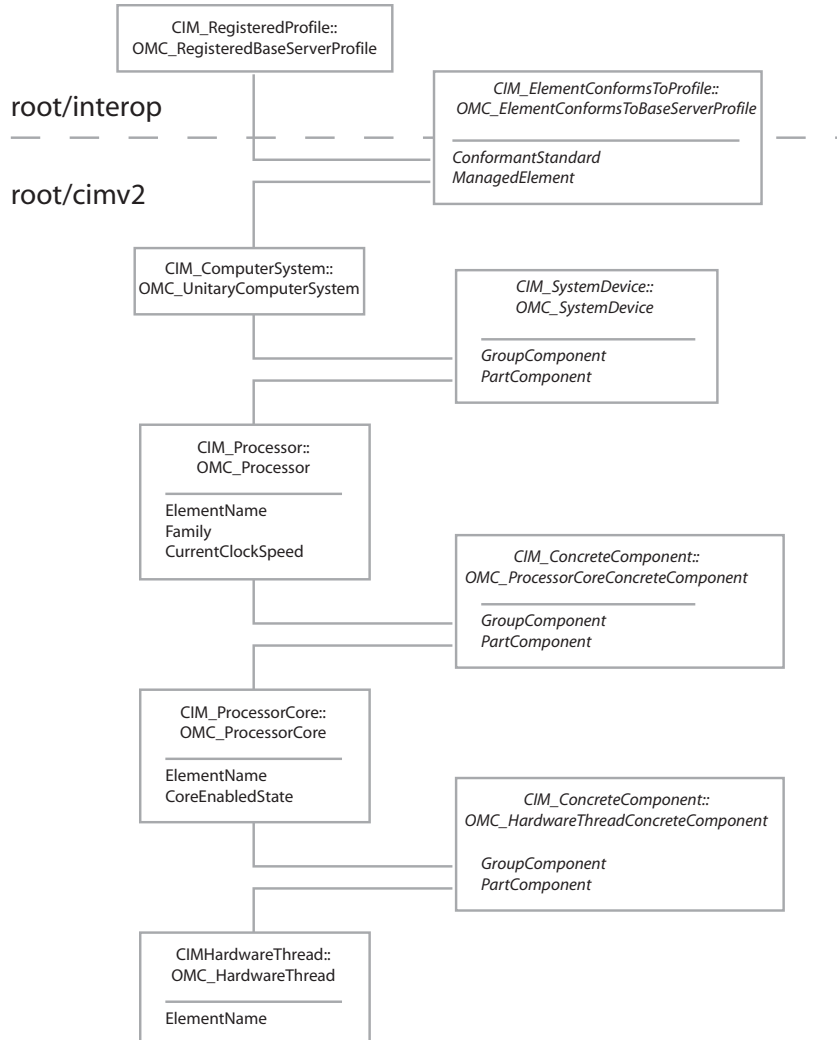 CIM_RegisteredProfile::
OMC_RegisteredBaseServerProfile
root/interop
CIM_ElementConformsToProfile::
OMC_ElementConformsToBaseServerProfile
ConformantStandard
ManagedElement
root/cimv2
CIM_ComputerSystem::
OMC_UnitaryComputerSystem
CIM_SystemDevice::
OMC_SystemDevice
GroupComponent
PartComponent
CIM_Processor::
OMC_Processor
ElementName
Family
CurrentClockSpeed
CIM_ConcreteComponent::
OMC_ProcessorCoreConcreteComponent
GroupComponent
PartComponent
CIM_ProcessorCore::
OMC_ProcessorCore
ElementName
CoreEnabledState
CIM_ConcreteComponent::
OMC_HardwareThreadConcreteComponent
GroupComponent
PartComponent
CIMHardwareThread::
OMC_HardwareThread
ElementName